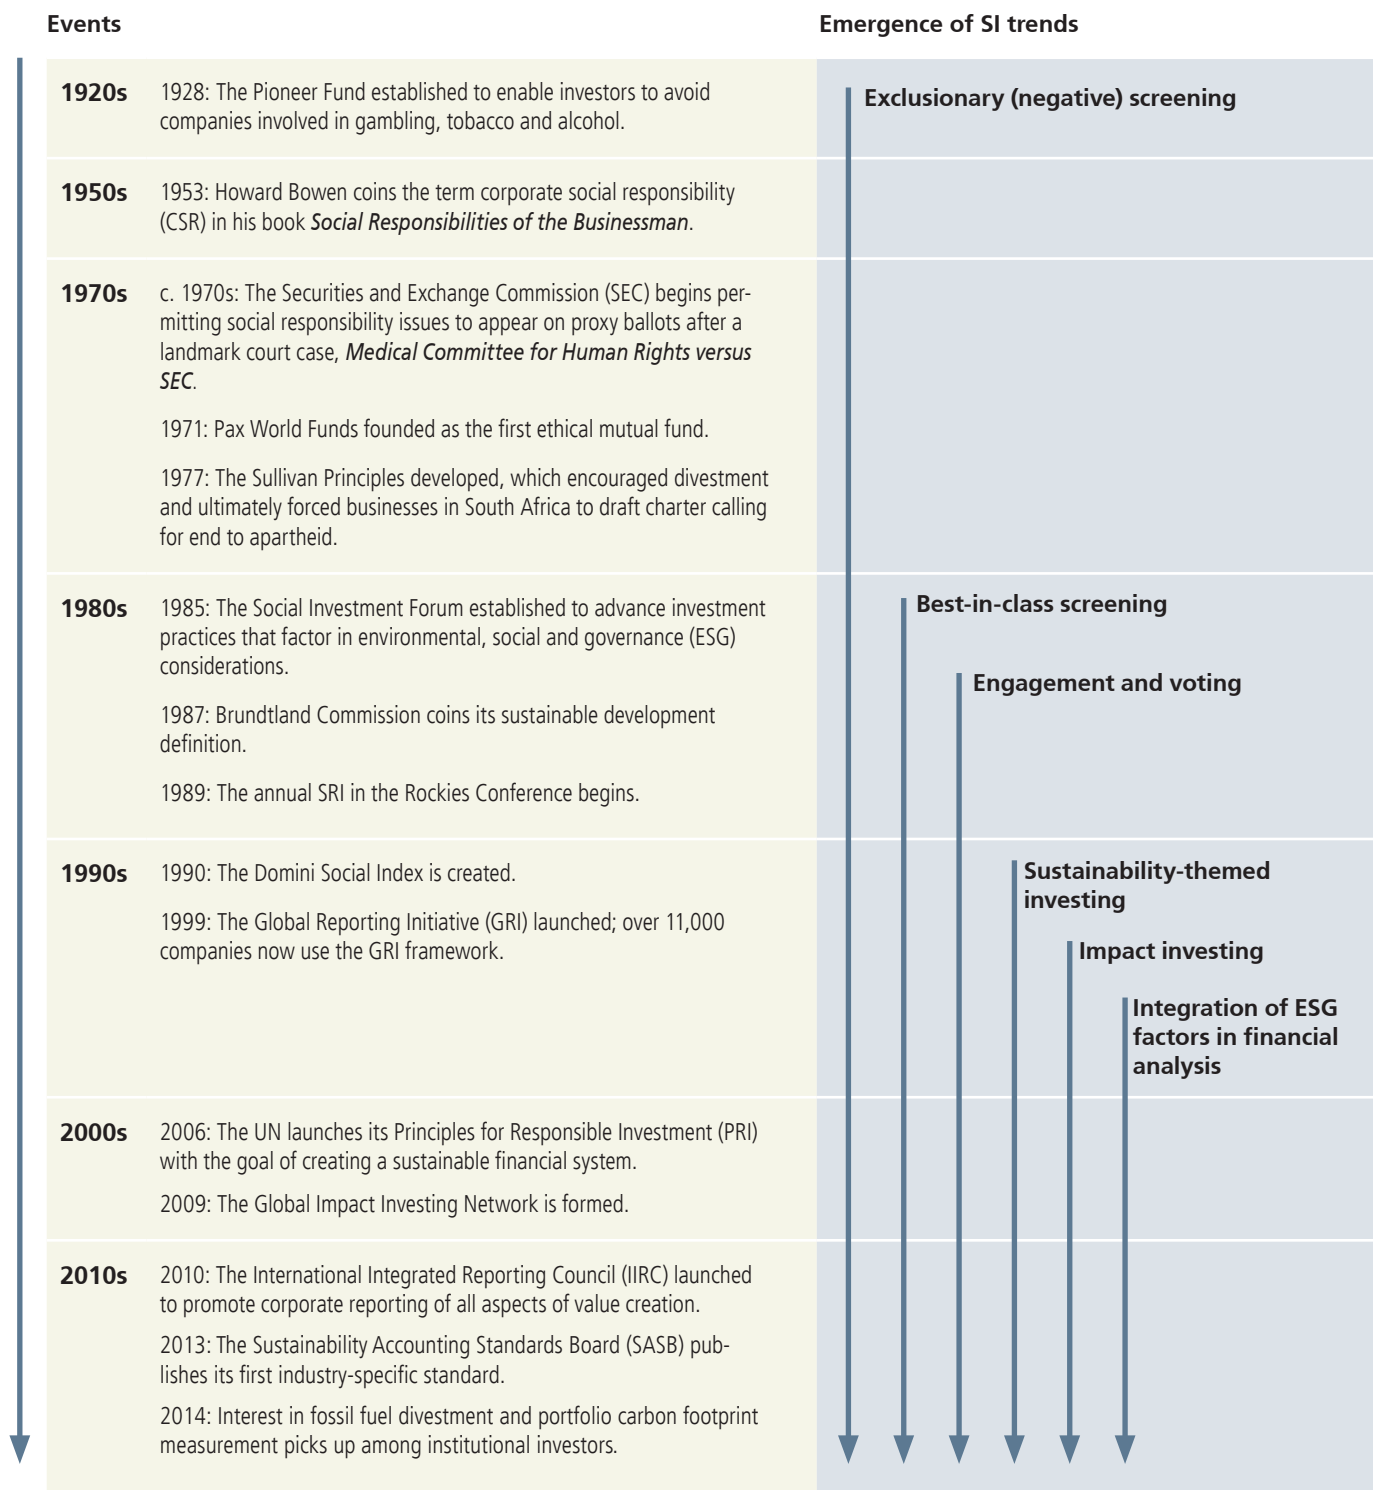 Events
Emergence of SI trends
1920s
1928: The Pioneer Fund established to enable investors to avoid
companies involved in gambling, tobacco and alcohol.
Exclusionary (negative) screening
1950s
1953: Howard Bowen coins the term corporate social responsibility
(CSR) in his book Social Responsibilities of the Businessman.
1970s
c. 1970s: The Securities and Exchange Commission (SEC) begins per-
mitting social responsibility issues to appear on proxy ballots after a
landmark court case, Medical Committee for Human Rights versus
SEC.
1971: Pax World Funds founded as the first ethical mutual fund.
1977: The Sullivan Principles developed, which encouraged divestment
and ultimately forced businesses in South Africa to draft charter calling
for end to apartheid.
1980s
1985: The Social Investment Forum established to advance investment
practices that factor in environmental, social and governance (ESG)
considerations.
Best-in-class screening
Engagement and voting
1987: Brundtland Commission coins its sustainable development
definition.
1989: The annual SRI in the Rockies Conference begins.
1990s
1990: The Domini Social Index is created.
1999: The Global Reporting Initiative (GRI) launched; over 11,000
companies now use the GRI framework.
Sustainability-themed
investing
Impact investing
Integration of ESG
factors in financial
analysis
2000s
2006: The UN launches its Principles for Responsible Investment (PRI)
with the goal of creating a sustainable financial system.
2009: The Global Impact Investing Network is formed.
2010s
2010: The International Integrated Reporting Council (IIRC) launched
to promote corporate reporting of all aspects of value creation.
2013: The Sustainability Accounting Standards Board (SASB) pub-
lishes its first industry-specific standard.
2014: Interest in fossil fuel divestment and portfolio carbon footprint
measurement picks up among institutional investors.